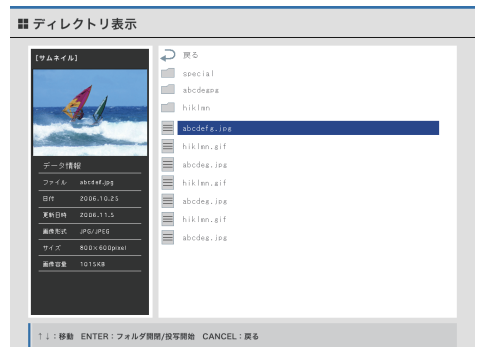 ディレクトリ表示
[サムネイル]
データ情報
ファイル abcdef.jpg
日付 2006.10.25
更新日時 2006.11.5
画像形式 JPG/JPEG
サイズ 800×600pixel
画像容量 1015KB
戻る
special
abcdegpg
hiklmn
abcdefg.jpg
hiklmn.gif
abcdeg.jpg
hiklmn.gif
abcdeg.jpg
hiklmn.gif
abcdeg.jpg
↑↓:移動 ENTER:フォルダ開閉/投写開始 CANCEL:戻る